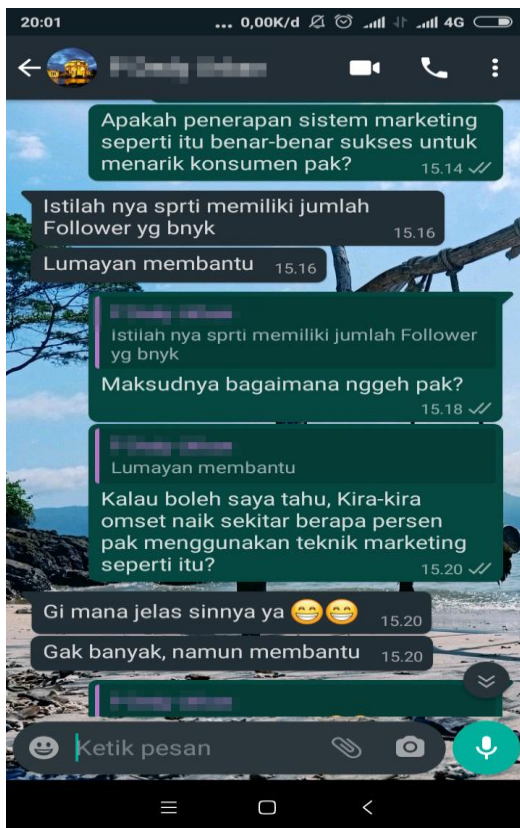 20:01
... 0,00K/d 4G
Apakah penerapan sistem marketing
seperti itu benar-benar sukses untuk
menarik konsumen pak?
15.14
Istilah nya sprti memiliki jumlah
Follower yg bnyk
15.16
Lumayan membantu 15.16
Istilah nya sprti memiliki jumlah Follower
yg bnyk
Maksudnya bagaimana nggeh pak?
15.18
Lumayan membantu
Kalau boleh saya tahu, Kira-kira
omset naik sekitar berapa persen
pak menggunakan teknik marketing
seperti itu?
15.20
Gi mana jelas sinnya ya 15.20
Gak banyak, namun membantu 15.20
Ketik pesan